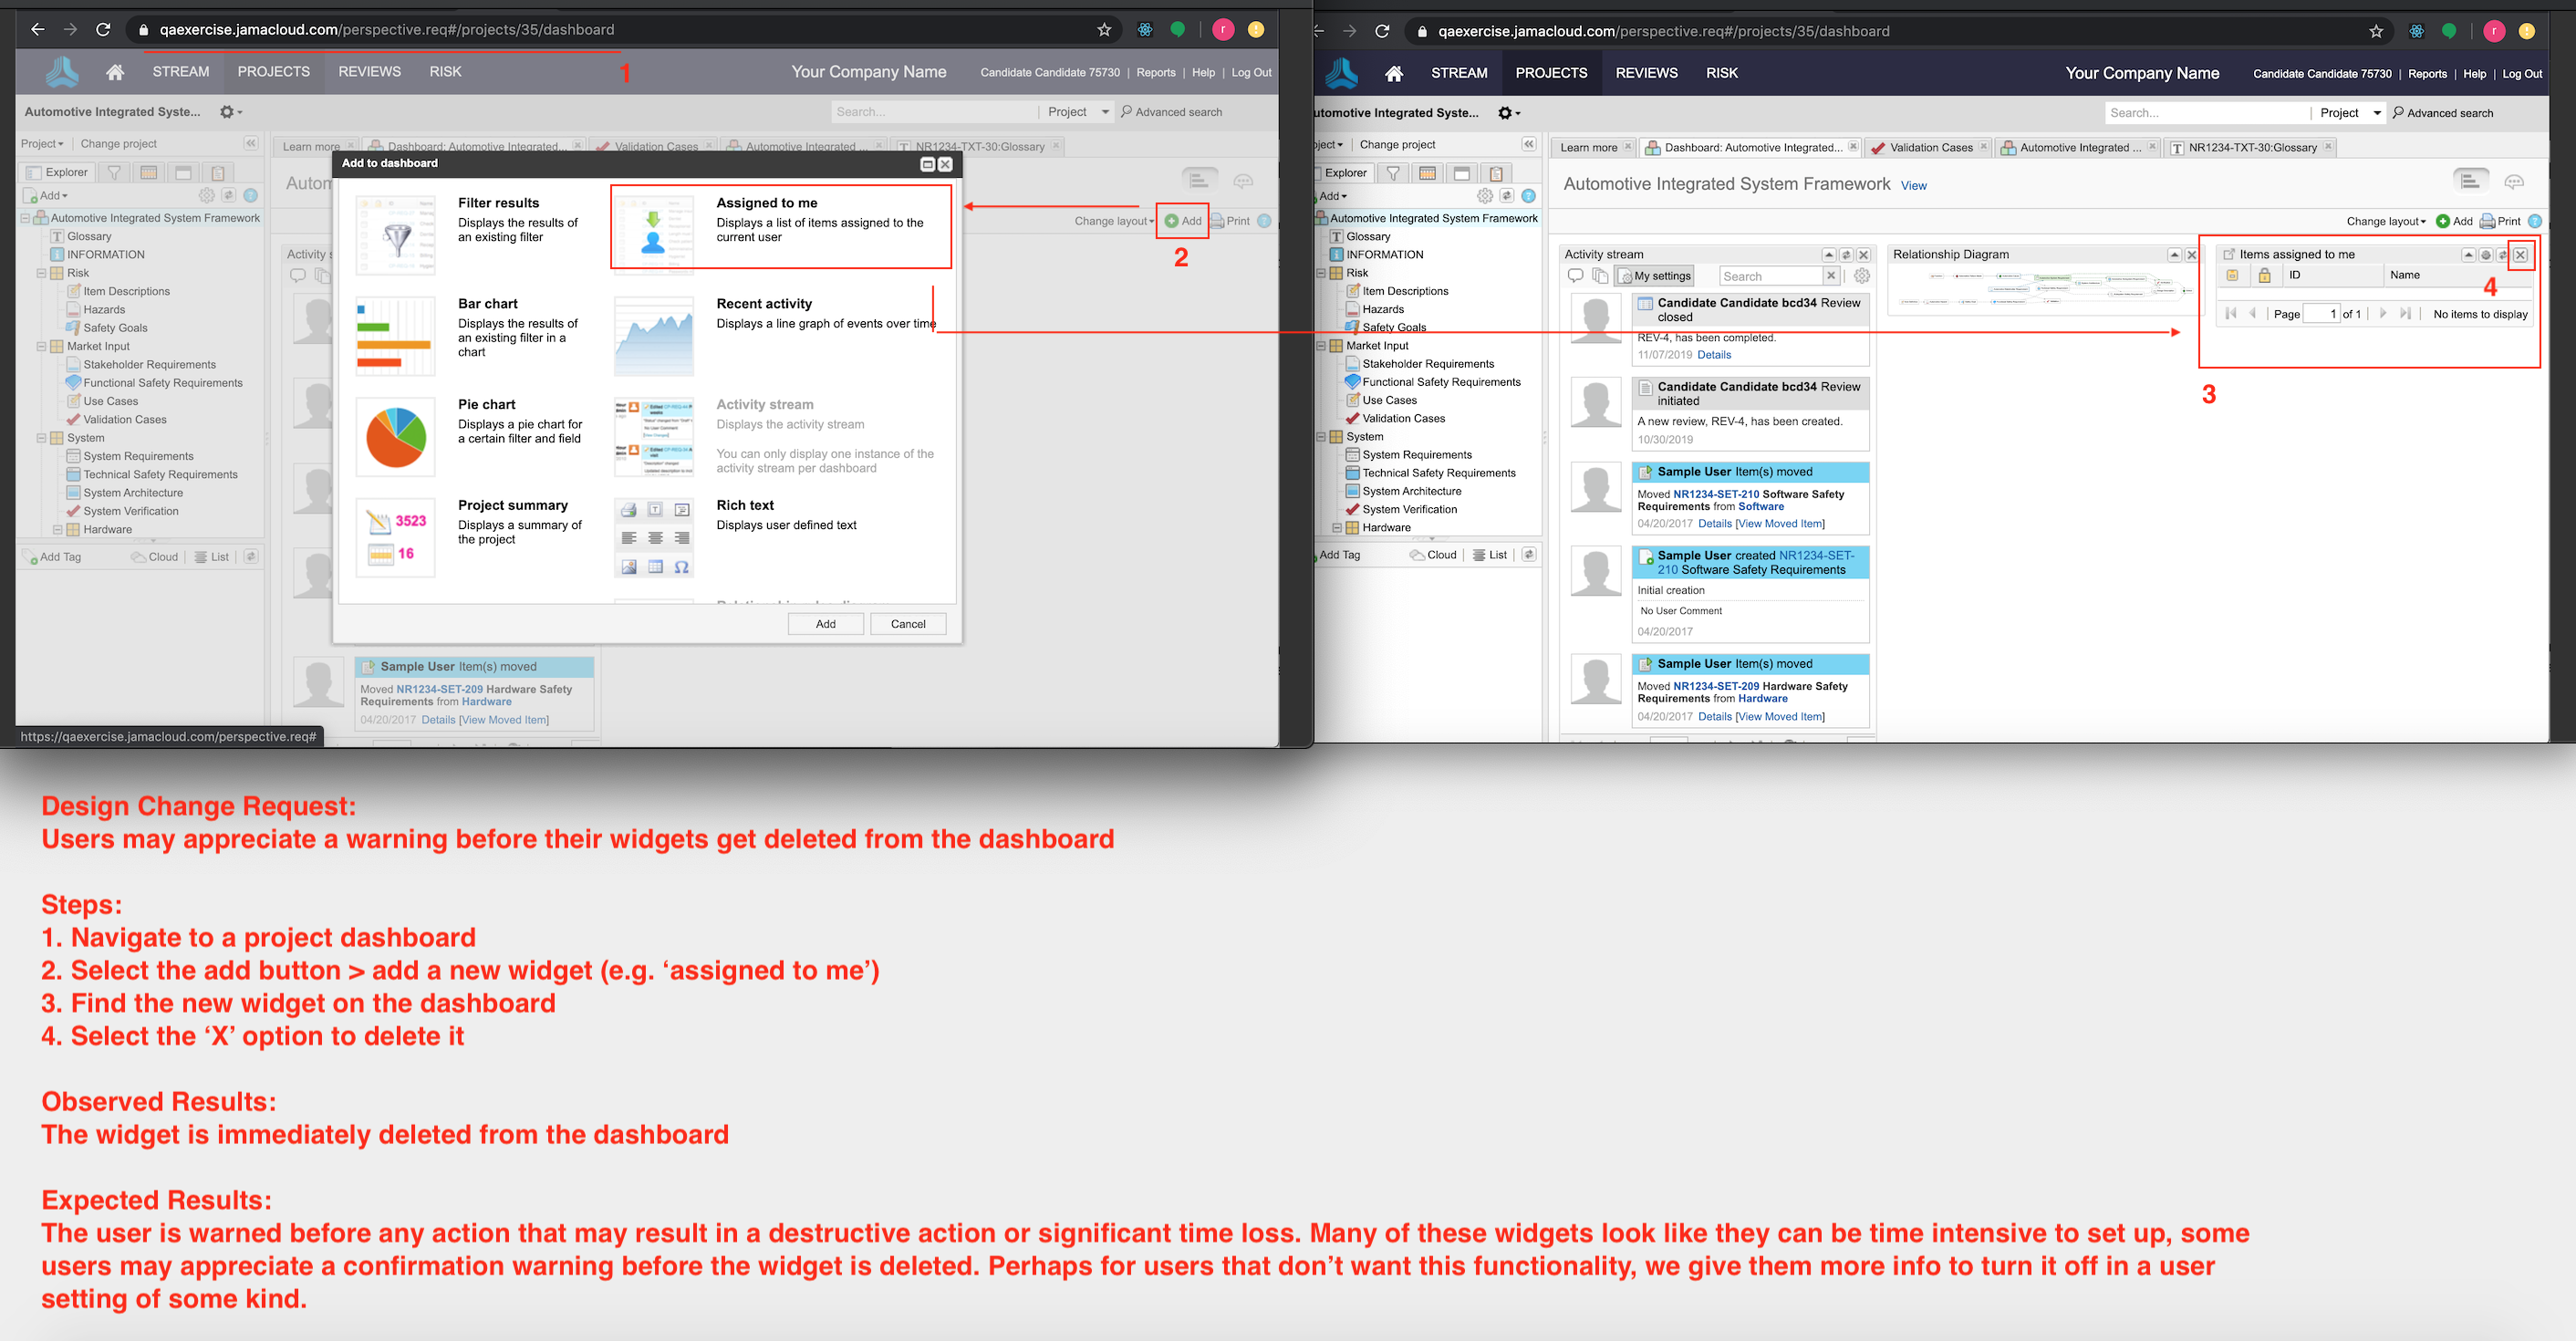 qaexercise.jamacloud.com/perspective.req#/projects/35/dashboard
STREAM PROJECTS REVIEWS RISK
1
Your Company Name
Candidate Candidate 75730 | Reports | Help | Log Out
Automotive Integrated Syste...
Search... Project Advanced search
Project Change project
Learn more Dashboard: Automotive Integrated... Validation Cases Automotive Integrated ... NR1234-TXT-30:Glossary
Explorer
Add
Autom
Change layout Add Print
2
Automotive Integrated System Framework
Glossary
INFORMATION
Risk
Item Descriptions
Hazards
Safety Goals
Market Input
Stakeholder Requirements
Functional Safety Requirements
Use Cases
Validation Cases
System
System Requirements
Technical Safety Requirements
System Architecture
System Verification
Hardware
Add Tag Cloud List
Activity s
Add to dashboard
Filter results
Displays the results of
an existing filter
Assigned to me
Displays a list of items assigned to the
current user
Bar chart
Displays the results of
an existing filter in a
chart
Recent activity
Displays a line graph of events over time
Pie chart
Displays a pie chart for
a certain filter and field
Activity stream
Displays the activity stream
You can only display one instance of the
activity stream per dashboard
3523
16
Project summary
Displays a summary of
the project
Rich text
Displays user defined text
Add Cancel
Sample User Item(s) moved
Moved NR1234-SET-209 Hardware Safety
Requirements from Hardware
04/20/2017 Details [View Moved Item]
https://qaexercise.jamacloud.com/perspective.req#
qaexercise.jamacloud.com/perspective.req#/projects/35/dashboard
STREAM PROJECTS REVIEWS RISK
Your Company Name
Candidate Candidate 75730 | Reports | Help | Log Out
utomotive Integrated Syste...
Search... Project Advanced search
oject Change project
Learn more Dashboard: Automotive Integrated... Validation Cases Automotive Integrated ... NR1234-TXT-30:Glossary
Explorer
Add
Automotive Integrated System Framework View
Change layout Add Print
Automotive Integrated System Framework
Glossary
INFORMATION
Risk
Item Descriptions
Hazards
Safety Goals
Market Input
Stakeholder Requirements
Functional Safety Requirements
Use Cases
Validation Cases
System
System Requirements
Technical Safety Requirements
System Architecture
System Verification
Hardware
Add Tag Cloud List
Activity stream
My settings Search
Candidate Candidate bcd34 Review
closed
REV-4, has been completed.
11/07/2019 Details
Candidate Candidate bcd34 Review
initiated
A new review, REV-4, has been created.
10/30/2019
Sample User Item(s) moved
Moved NR1234-SET-210 Software Safety
Requirements from Software
04/20/2017 Details [View Moved Item]
Sample User created NR1234-SET-
210 Software Safety Requirements
Initial creation
No User Comment
04/20/2017
Sample User Item(s) moved
Moved NR1234-SET-209 Hardware Safety
Requirements from Hardware
04/20/2017 Details [View Moved Item]
Relationship Diagram
Items assigned to me
ID Name
4
Page 1 of 1 No items to display
3
Design Change Request:
Users may appreciate a warning before their widgets get deleted from the dashboard
Steps:
1. Navigate to a project dashboard
2. Select the add button > add a new widget (e.g. ‘assigned to me’)
3. Find the new widget on the dashboard
4. Select the ‘X’ option to delete it
Observed Results:
The widget is immediately deleted from the dashboard
Expected Results:
The user is warned before any action that may result in a destructive action or significant time loss. Many of these widgets look like they can be time intensive to set up, some
users may appreciate a confirmation warning before the widget is deleted. Perhaps for users that don’t want this functionality, we give them more info to turn it off in a user
setting of some kind.